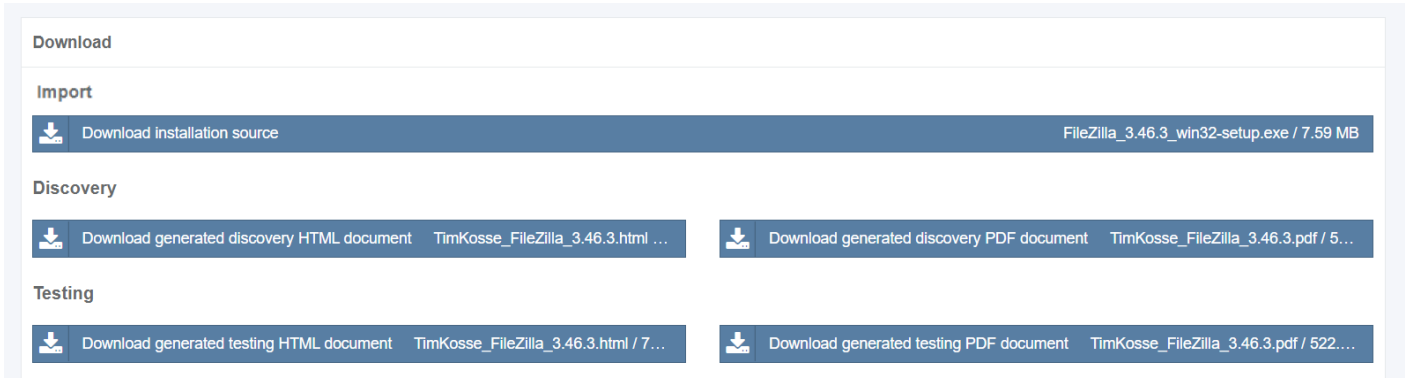 Download
Import
Download installation source FileZilla_3.46.3_win32-setup.exe / 7.59 MB
Discovery
Download generated discovery HTML document TimKosse_FileZilla_3.46.3.html ...
Download generated discovery PDF document TimKosse_FileZilla_3.46.3.pdf / 5...
Testing
Download generated testing HTML document TimKosse_FileZilla_3.46.3.html / 7...
Download generated testing PDF document TimKosse_FileZilla_3.46.3.pdf / 522....